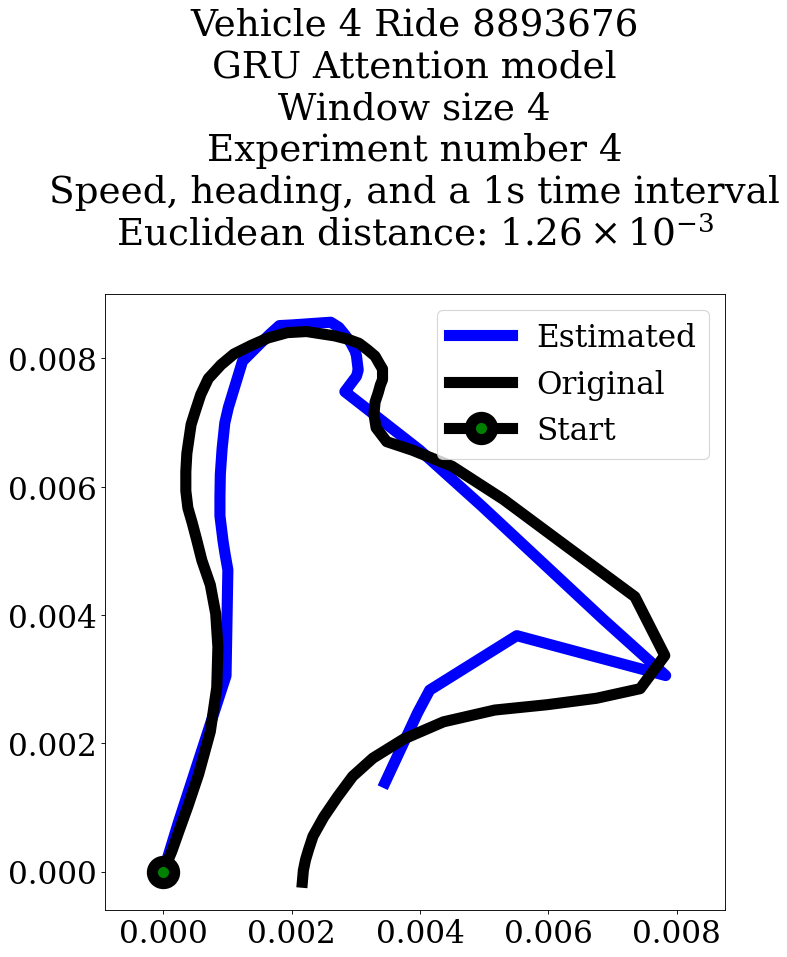 Vehicle 4 Ride 8893676
GRU Attention model
Window size 4
Experiment number 4
Speed, heading, and a 1s time interval
Euclidean distance: 1.26 × 10⁻³
Estimated
Original
Start
0.008
0.006
0.004
0.002
0.000
0.000 0.002 0.004 0.006 0.008